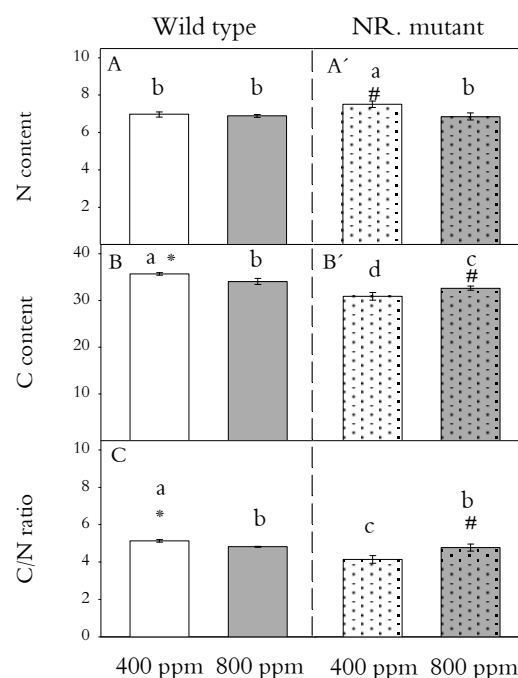 Wild type NR. mutant
N content
10
8
6
4
2
A
b b
A´
a
#
b
C content
40
30
20
10
B
a * b
B´
d
c
#
C/N ratio
10
8
6
4
2
0
C
a
*
b
c
b
#
400 ppm 800 ppm 400 ppm 800 ppm